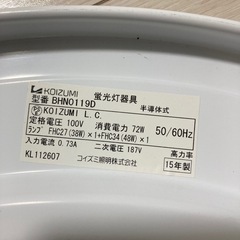 KOIZUMI 蛍光灯器具
型番 BHN0119D 半導体式
KOIZUMI L.C.
定格電圧 100V 消費電力 72W 50/60Hz
ランプ FHC27(38W)×1+FHC34(48W)×1
入力電流 0.73A 二次電圧 187V 高力率
KL112607 コイズミ照明株式会社 15年製